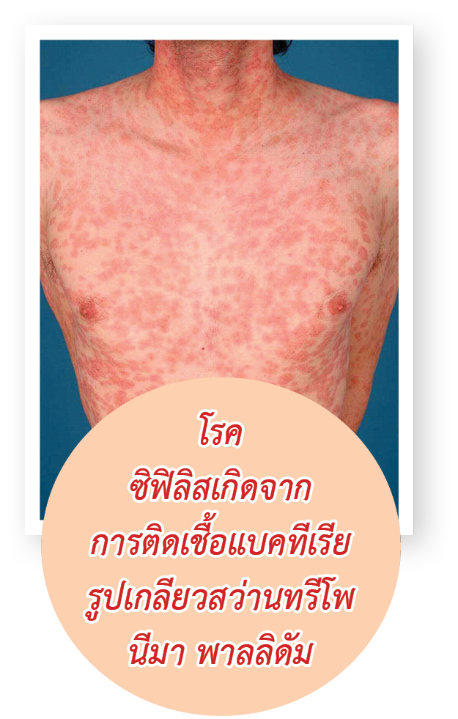 โรค
ซิฟิลิสเกิดจาก
การติดเชื้อแบคทีเรีย
รูปเกลียวสว่านทรีโพ
นีมา พาลลิดัม